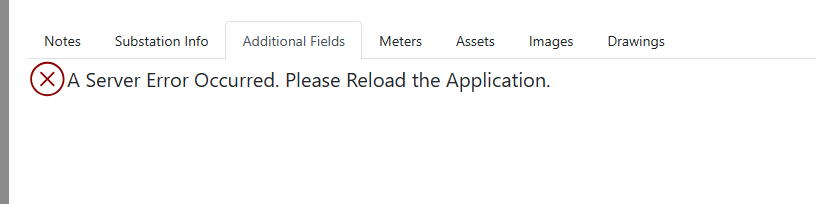 Notes Substation Info Additional Fields Meters Assets Images Drawings
A Server Error Occurred. Please Reload the Application.